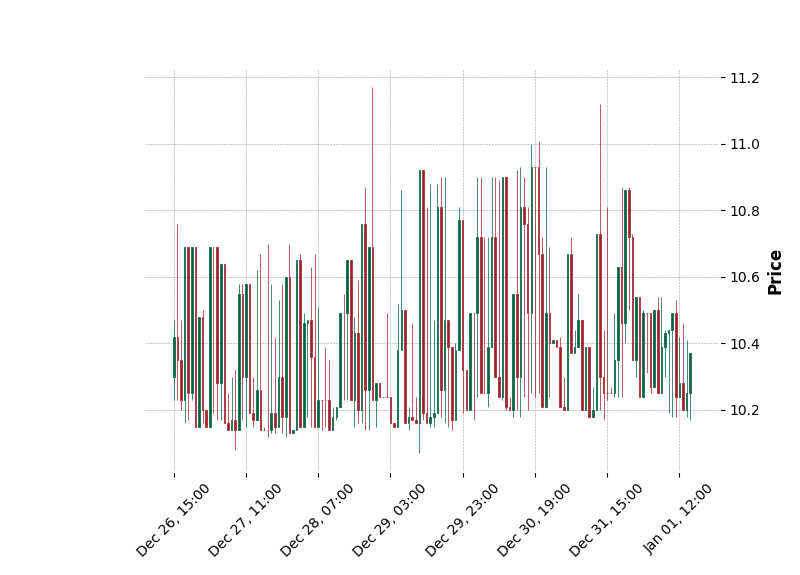 11.2
11.0
10.8
10.6
10.4
10.2
Price
Dec 26, 15:00
Dec 27, 11:00
Dec 28, 07:00
Dec 29, 03:00
Dec 29, 23:00
Dec 30, 19:00
Dec 31, 15:00
Jan 01, 12:00